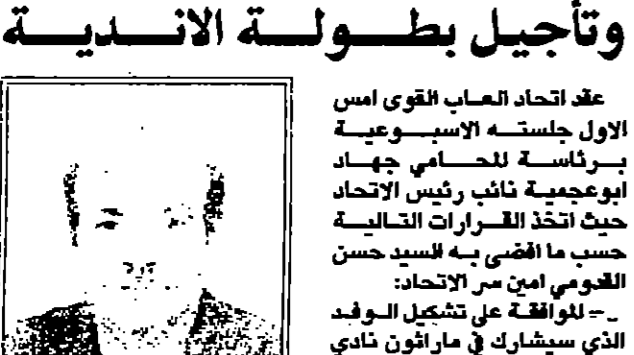 وتأجيل بطولة الاندية
عقد اتحاد العاب القوى امس
الاول جلسته الاسبوعية
برئاسة المحامي جهاد
ابوعجمية نائب رئيس الاتحاد
حيث اتخذ القرارات التالية
حسب ما افضى به السيد حسن
القدومي امين سر الاتحاد:
-- الموافقة على تشكيل الوفد
الذي سيشارك في ماراثون نادي